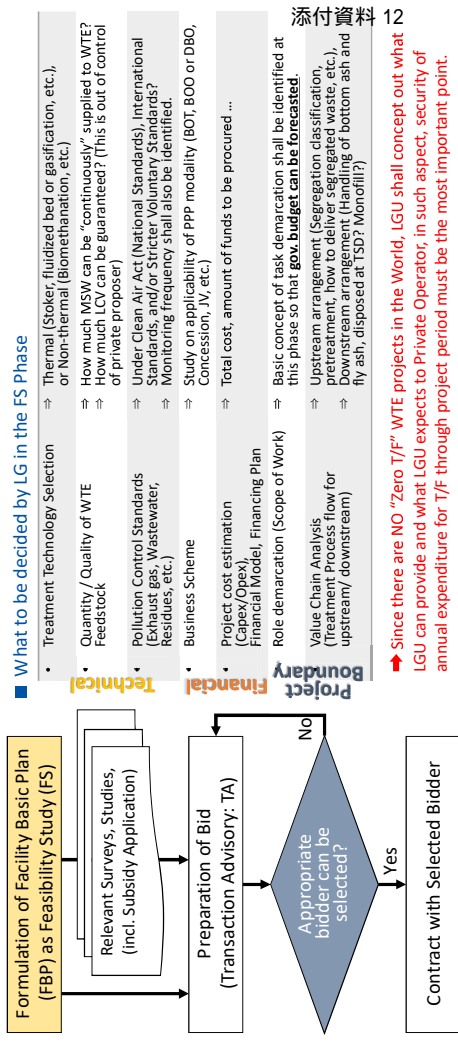 添付資料 12
Formulation of Facility Basic Plan
(FBP) as Feasibility Study (FS)
Relevant Surveys, Studies,
(incl. Subsidy Application)
Preparation of Bid
(Transaction Advisory: TA)
Appropriate
bidder can be
selected?
No
Yes
Contract with Selected Bidder
■ What to be decided by LG in the FS Phase
Technical
• Treatment Technology Selection
⇒ Thermal (Stoker, fluidized bed or gasification, etc.),
or Non-thermal (Biomethanation, etc.)
• Quantity / Quality of WTE
Feedstock
⇒ How much MSW can be “continuously” supplied to WTE?
⇒ How much LCV can be guaranteed? (This is out of control
of private proposer)
• Pollution Control Standards
(Exhaust gas, Wastewater,
Residues, etc.)
⇒ Under Clean Air Act (National Standards), International
Standards, and/or Stricter Voluntary Standards?
⇒ Monitoring frequency shall also be identified.
Financial
• Business Scheme
⇒ Study on applicability of PPP modality (BOT, BOO or DBO,
Concession, JV, etc.)
• Project cost estimation
(Capex/Opex),
Financial Model, Financing Plan
⇒ Total cost, amount of funds to be procured ...
Project
Boundary
Role demarcation (Scope of Work)
⇒ Basic concept of task demarcation shall be identified at
this phase so that gov. budget can be forecasted.
• Value Chain Analysis
(Treatment Process flow for
upstream/ downstream)
⇒ Upstream arrangement (Segregation classification,
pretreatment, how to deliver segregated waste, etc.),
⇒ Downstream arrangement (Handling of bottom ash and
fly ash, disposed at TSD? Monofill?)
➡ Since there are NO “Zero T/F” WTE projects in the World, LGU shall concept out what
LGU can provide and what LGU expects to Private Operator, in such aspect, security of
annual expenditure for T/F through project period must be the most important point.